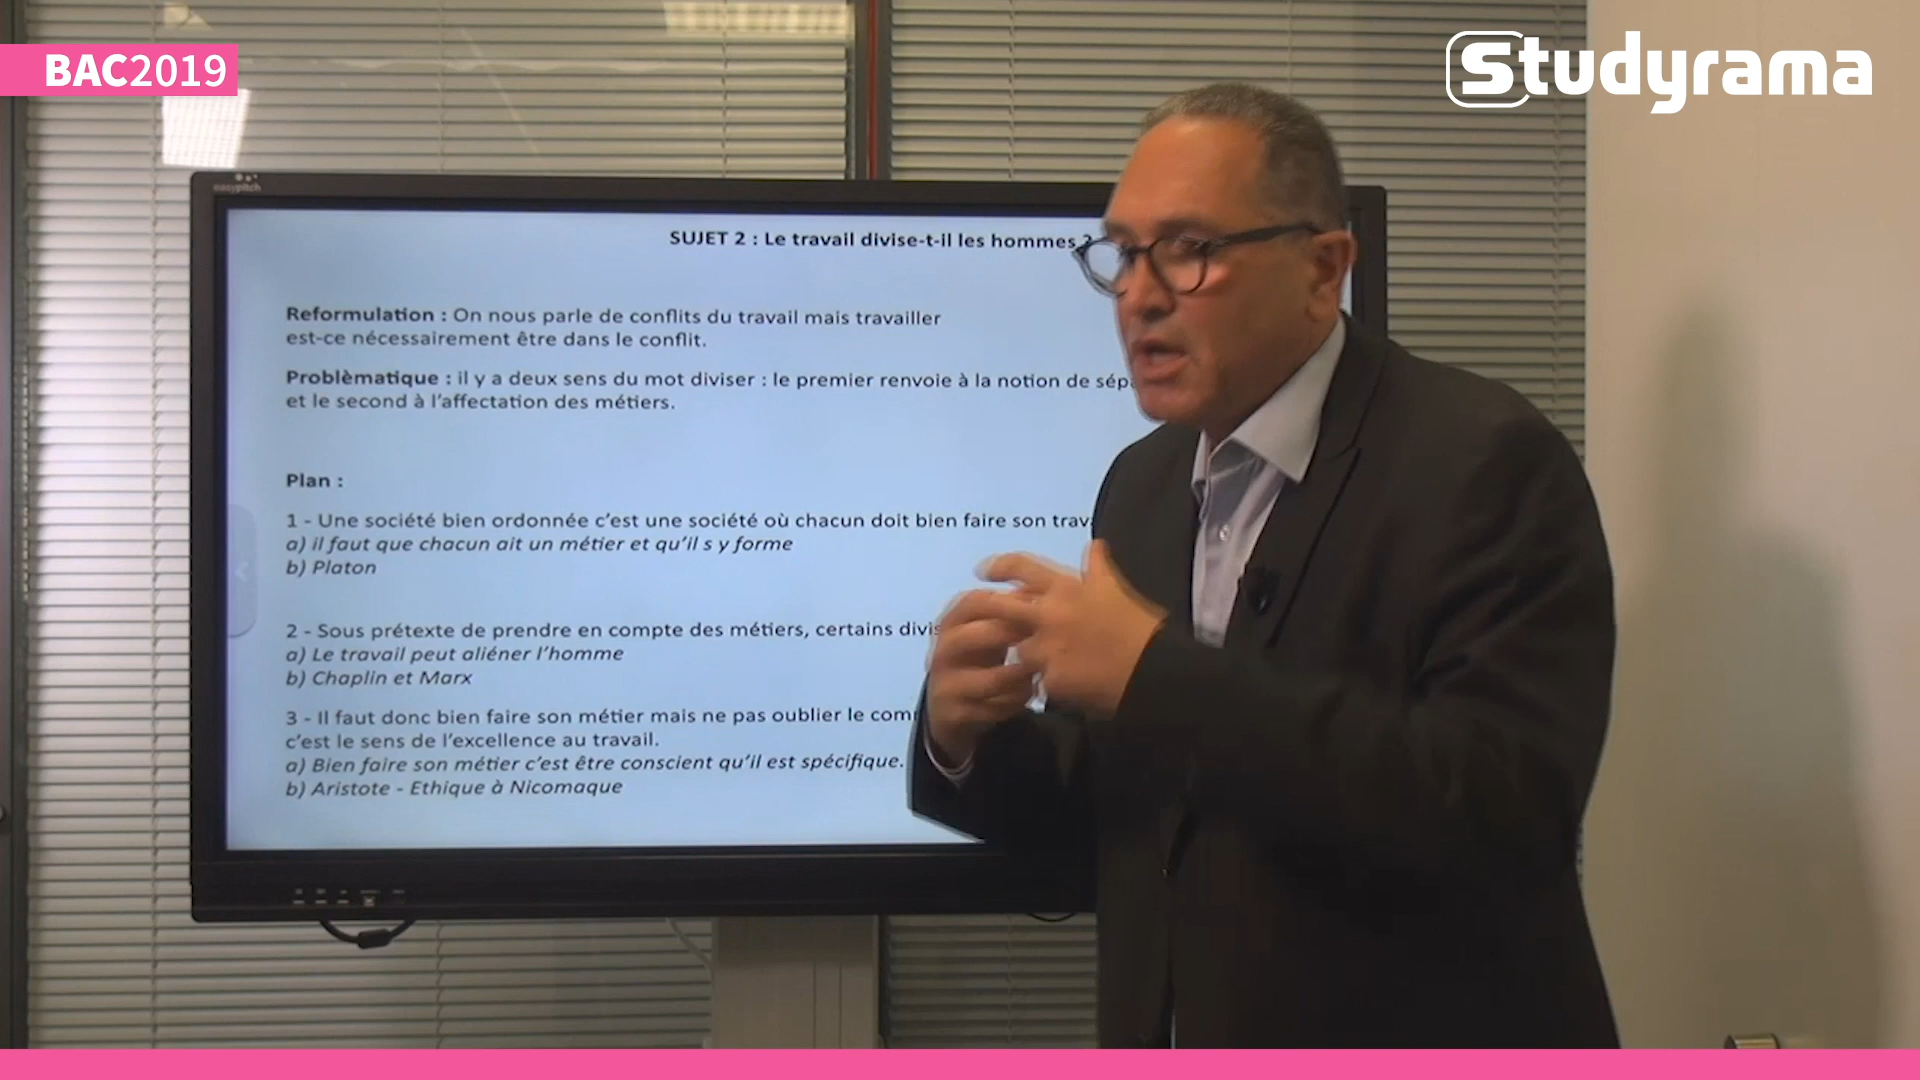 BAC2019
Studyrama
easypitch
SUJET 2 : Le travail divise-t-il les hommes ?
Reformulation : On nous parle de conflits du travail mais travailler
est-ce nécessairement être dans le conflit.
Problèmatique : il y a deux sens du mot diviser : le premier renvoie à la notion de
et le second à l'affectation des métiers.
Plan :
1 - Une société bien ordonnée c'est une société où chacun doit bien faire son
a) il faut que chacun ait un métier et qu'il s y forme
b) Platon
2 - Sous prétexte de prendre en compte des métiers, certains
a) Le travail peut aliéner l'homme
b) Chaplin et Marx
3 - Il faut donc bien faire son métier mais ne pas oublier le
c'est le sens de l'excellence au travail.
a) Bien faire son métier c'est être conscient qu'il est spécifique.
b) Aristote - Ethique à Nicomaque